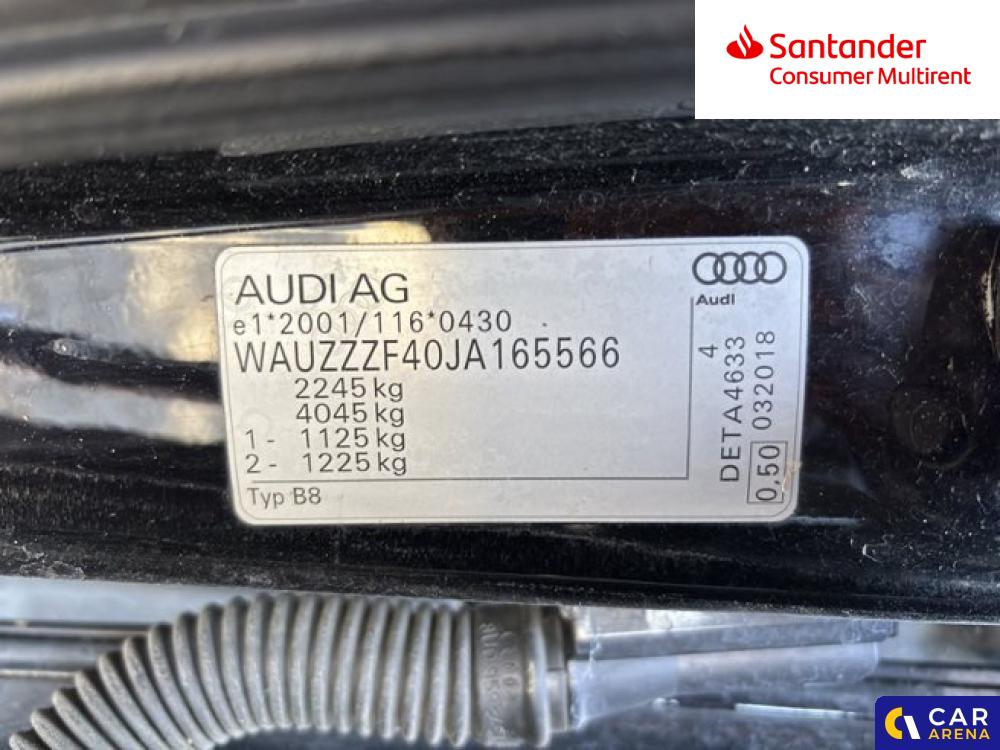 Santander
Consumer Multirent
AUDI AG
Audi
e1*2001/116*0430
WAUZZZF40JA165566
2245 kg
4045 kg
1 - 1125 kg
2 - 1225 kg
Typ B8
4
DETA4633
0,50 032018
CAR
ARENA